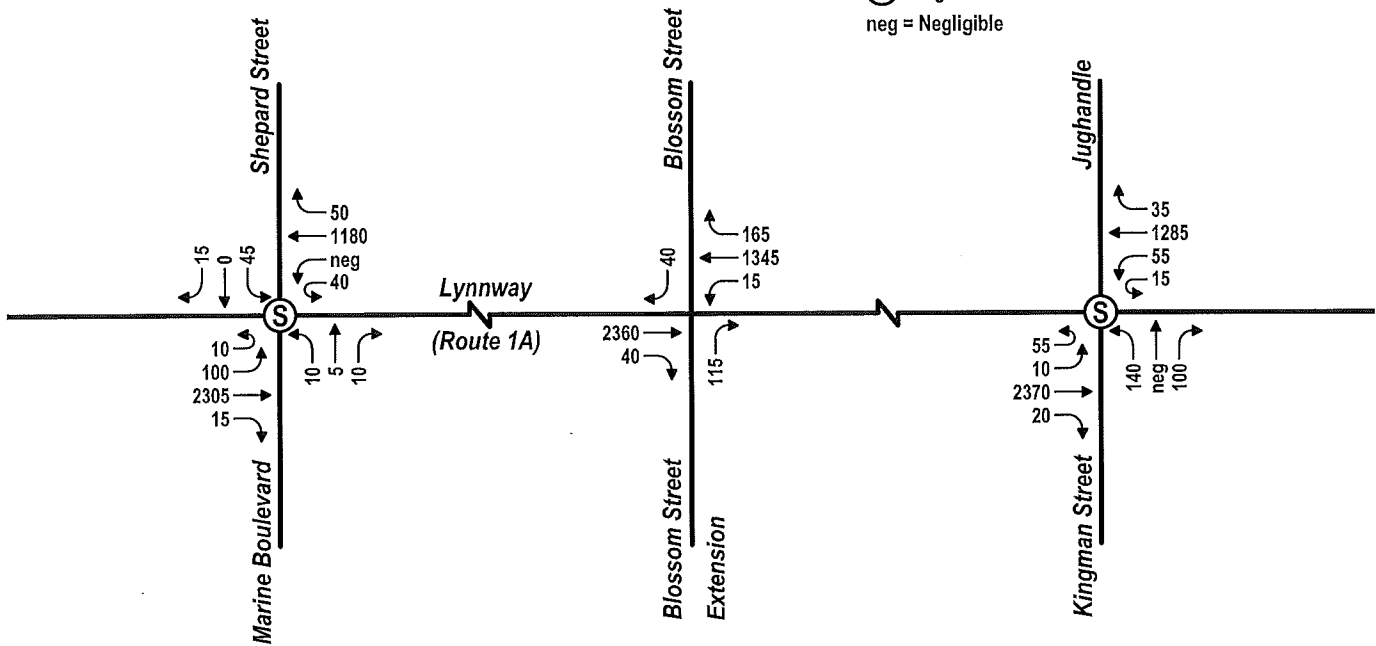 neg = Negligible
Shepard Street
Blossom Street
Jughandle
50
1180
neg
40
15
0
45
165
1345
15
40
35
1285
55
15
Lynnway
(Route 1A)
S
S
10
100
2305
15
10
5
10
2360
40
115
55
10
2370
20
140
neg
100
Marine Boulevard
Blossom Street
Extension
Kingman Street